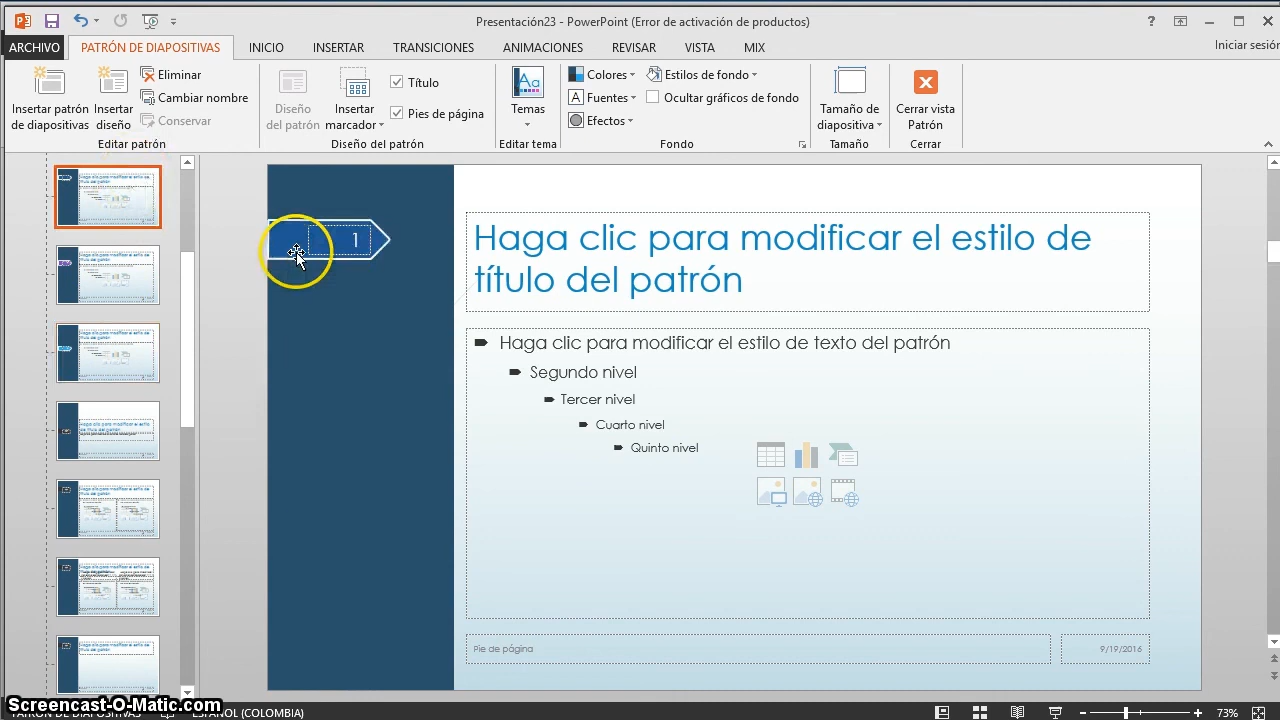 Presentación23 - PowerPoint (Error de activación de productos)
?
ARCHIVO PATRÓN DE DIAPOSITIVAS INICIO INSERTAR TRANSICIONES ANIMACIONES REVISAR VISTA MIX Iniciar sesión
Insertar patrón de diapositivas
Insertar diseño
Eliminar
Cambiar nombre
Conservar
Editar patrón
Diseño del patrón
Insertar marcador
Título
Pies de página
Diseño del patrón
Aa
Temas
Editar tema
Colores
A Fuentes
Efectos
Estilos de fondo
Ocultar gráficos de fondo
Fondo
Tamaño de diapositiva
Tamaño
Cerrar vista Patrón
Cerrar
1
Haga clic para modificar el estilo de
título del patrón
Haga clic para modificar el estilo de texto del patrón
Segundo nivel
Tercer nivel
Cuarto nivel
Quinto nivel
Pie de página
9/19/2016
Screencast-O-Matic.com
PATRÓN DE DIAPOSITIVAS ESPAÑOL (COLOMBIA) 73%